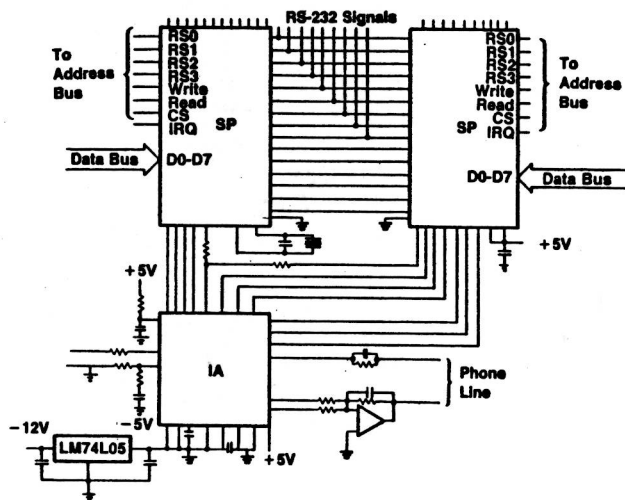 RS-232 Signals
RS0
RS1
RS2
RS3
Write
Read
CS
IRQ
SP
D0-D7
To
Address
Bus
Data Bus
RS0
RS1
RS2
RS3
Write
Read
CS
IRQ
SP
D0-D7
To
Address
Bus
Data Bus
+5V
+5V
IA
Phone
Line
-12V
-5V
LM74L05
+5V